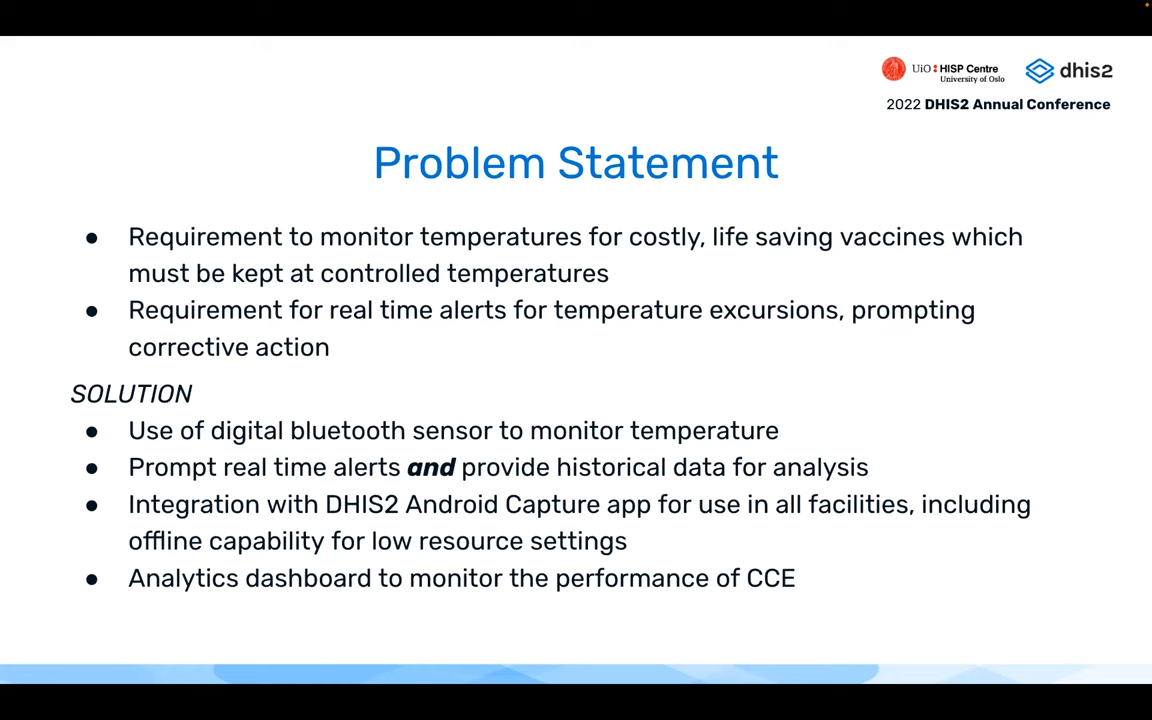 UiO HISP Centre
University of Oslo
dhis2
2022 DHIS2 Annual Conference
Problem Statement
● Requirement to monitor temperatures for costly, life saving vaccines which
must be kept at controlled temperatures
● Requirement for real time alerts for temperature excursions, prompting
corrective action
SOLUTION
● Use of digital bluetooth sensor to monitor temperature
● Prompt real time alerts and provide historical data for analysis
● Integration with DHIS2 Android Capture app for use in all facilities, including
offline capability for low resource settings
● Analytics dashboard to monitor the performance of CCE